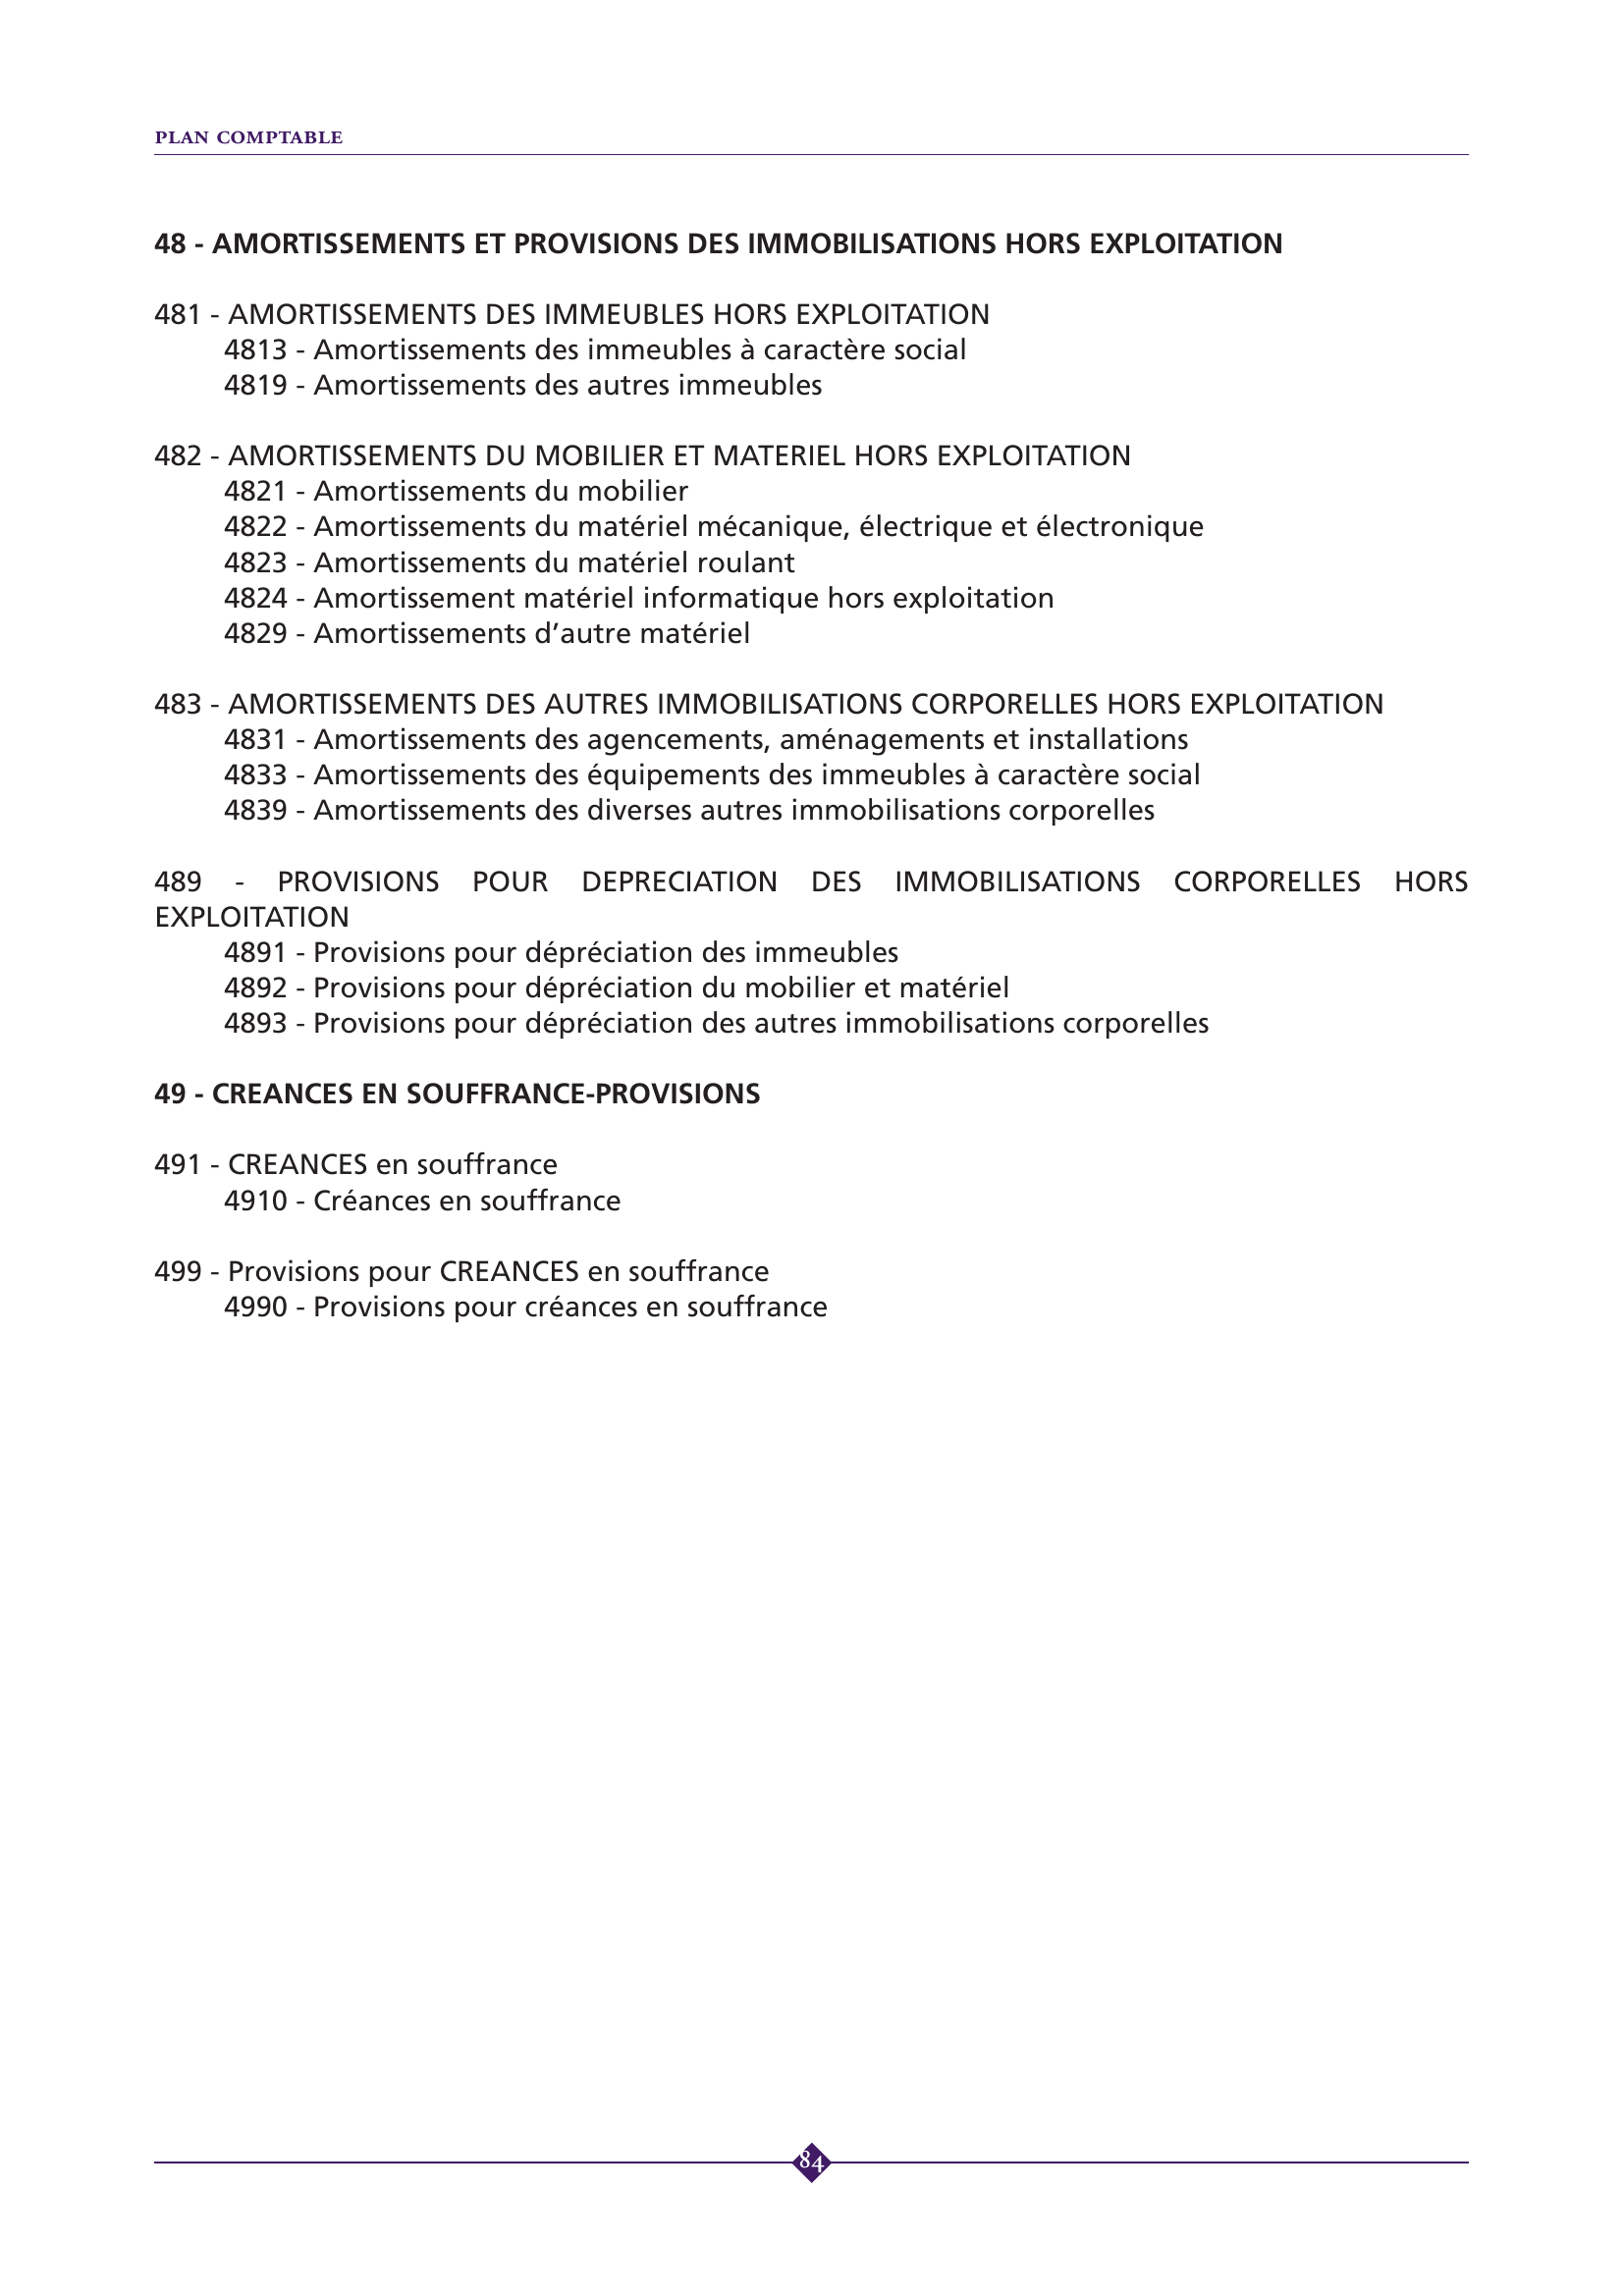 PLAN COMPTABLE
48 - AMORTISSEMENTS ET PROVISIONS DES IMMOBILISATIONS HORS EXPLOITATION
481 - AMORTISSEMENTS DES IMMEUBLES HORS EXPLOITATION
4813 - Amortissements des immeubles à caractère social
4819 - Amortissements des autres immeubles
482 - AMORTISSEMENTS DU MOBILIER ET MATERIEL HORS EXPLOITATION
4821 - Amortissements du mobilier
4822 - Amortissements du matériel mécanique, électrique et électronique
4823 - Amortissements du matériel roulant
4824 - Amortissement matériel informatique hors exploitation
4829 - Amortissements d’autre matériel
483 - AMORTISSEMENTS DES AUTRES IMMOBILISATIONS CORPORELLES HORS EXPLOITATION
4831 - Amortissements des agencements, aménagements et installations
4833 - Amortissements des équipements des immeubles à caractère social
4839 - Amortissements des diverses autres immobilisations corporelles
489 - PROVISIONS POUR DEPRECIATION DES IMMOBILISATIONS CORPORELLES HORS
EXPLOITATION
4891 - Provisions pour dépréciation des immeubles
4892 - Provisions pour dépréciation du mobilier et matériel
4893 - Provisions pour dépréciation des autres immobilisations corporelles
49 - CREANCES EN SOUFFRANCE-PROVISIONS
491 - CREANCES en souffrance
4910 - Créances en souffrance
499 - Provisions pour CREANCES en souffrance
4990 - Provisions pour créances en souffrance
84